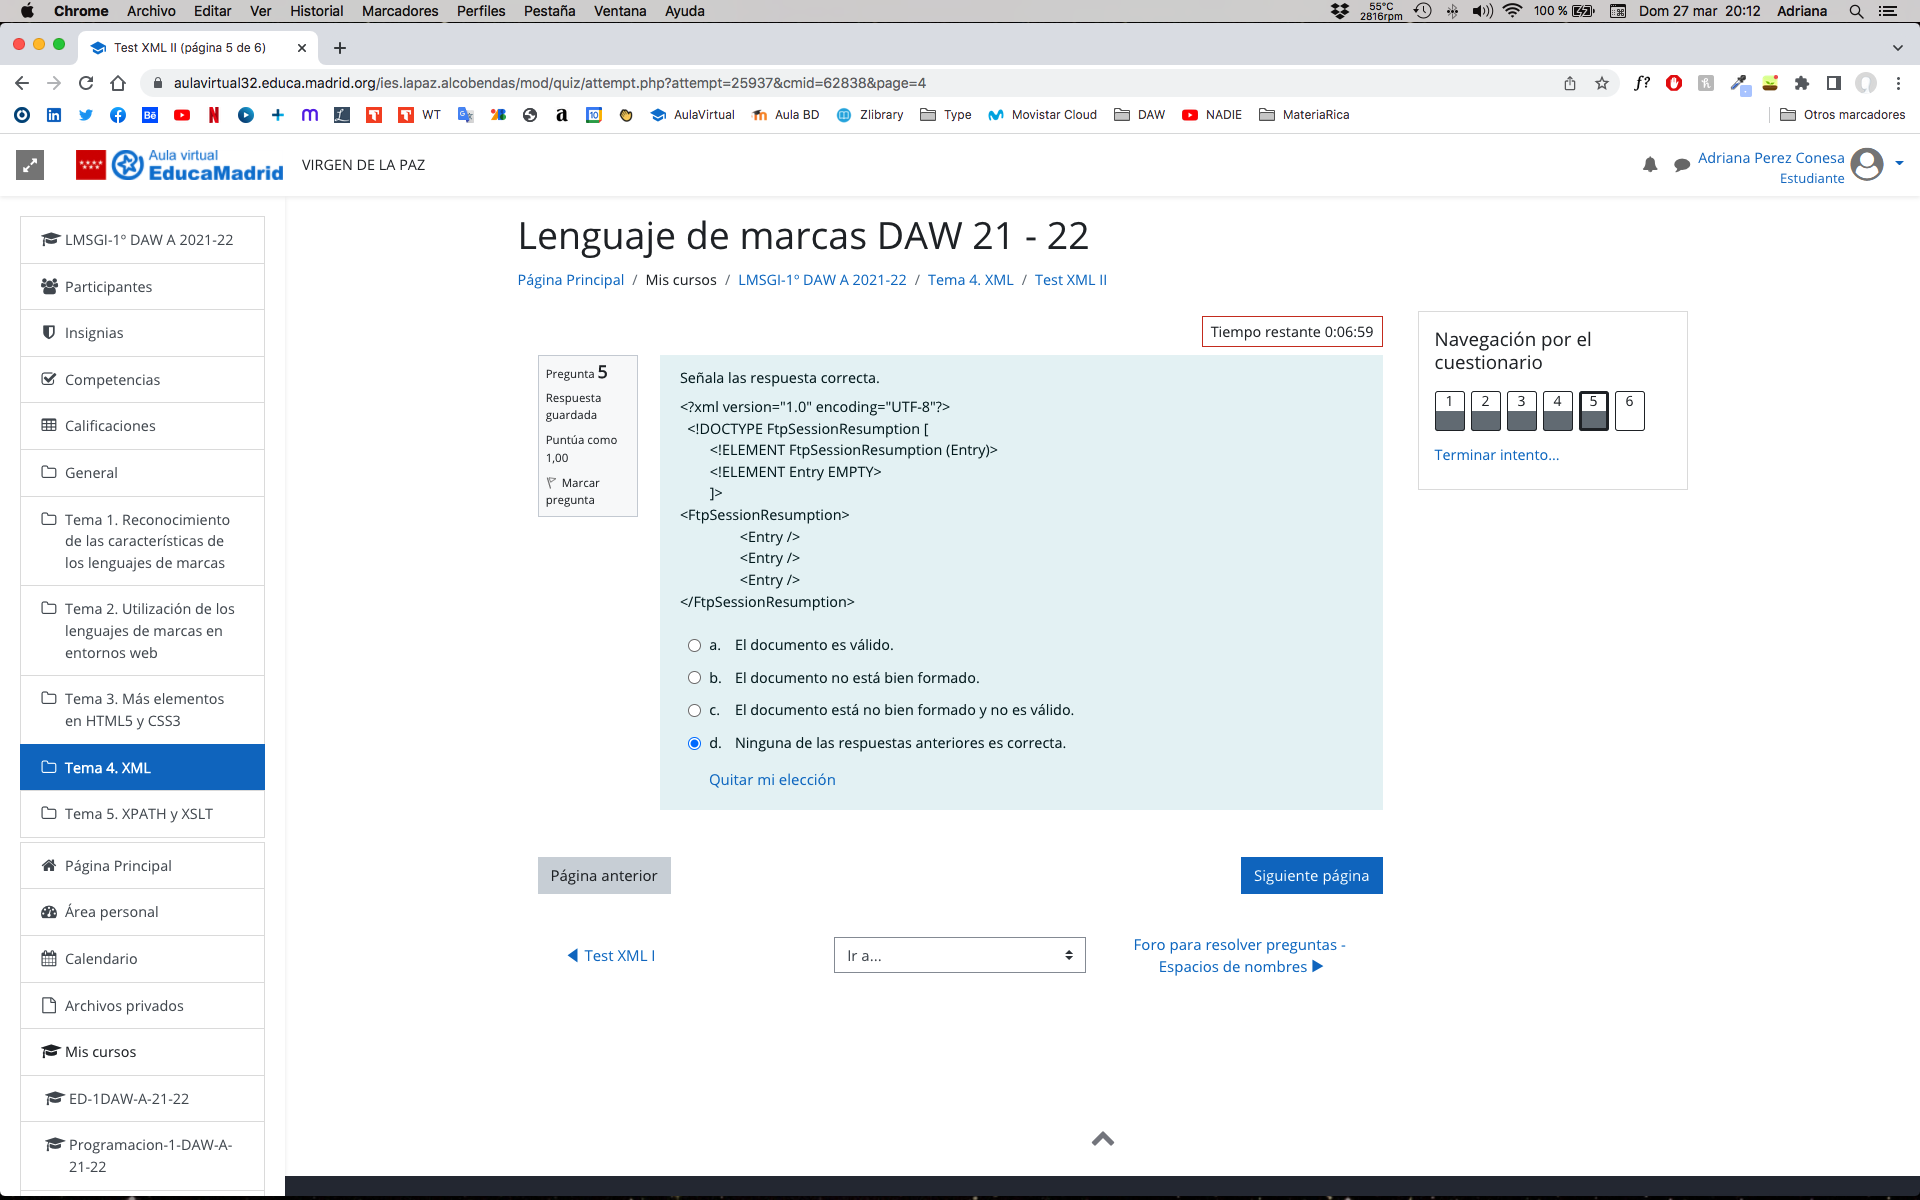 Chrome Archivo Editar Ver Historial Marcadores Perfiles Pestaña Ventana Ayuda
55°C
2816rpm
100 %
Dom 27 mar 20:12 Adriana
Test XML II (página 5 de 6)
aulavirtual32.educa.madrid.org/ies.lapaz.alcobendas/mod/quiz/attempt.php?attempt=25937&cmid=62838&page=4
WT AulaVirtual Aula BD Zlibrary Type Movistar Cloud DAW NADIE MateriaRica Otros marcadores
Aula virtual
EducaMadrid
VIRGEN DE LA PAZ
Adriana Perez Conesa
Estudiante
LMSGI-1º DAW A 2021-22
Participantes
Insignias
Competencias
Calificaciones
General
Tema 1. Reconocimiento
de las características de
los lenguajes de marcas
Tema 2. Utilización de los
lenguajes de marcas en
entornos web
Tema 3. Más elementos
en HTML5 y CSS3
Tema 4. XML
Tema 5. XPATH y XSLT
Página Principal
Área personal
Calendario
Archivos privados
Mis cursos
ED-1DAW-A-21-22
Programacion-1-DAW-A-
21-22
Lenguaje de marcas DAW 21 - 22
Página Principal / Mis cursos / LMSGI-1º DAW A 2021-22 / Tema 4. XML / Test XML II
Tiempo restante 0:06:59
Pregunta 5
Respuesta
guardada
Puntúa como
1,00
Marcar
pregunta
Señala las respuesta correcta.
<?xml version="1.0" encoding="UTF-8"?>
<!DOCTYPE FtpSessionResumption [
<!ELEMENT FtpSessionResumption (Entry)>
<!ELEMENT Entry EMPTY>
]>
<FtpSessionResumption>
<Entry />
<Entry />
<Entry />
</FtpSessionResumption>
a. El documento es válido.
b. El documento no está bien formado.
c. El documento está no bien formado y no es válido.
d. Ninguna de las respuestas anteriores es correcta.
Quitar mi elección
Página anterior
Siguiente página
◀ Test XML I
Ir a...
Foro para resolver preguntas -
Espacios de nombres ▶
Navegación por el
cuestionario
1 2 3 4 5 6
Terminar intento...